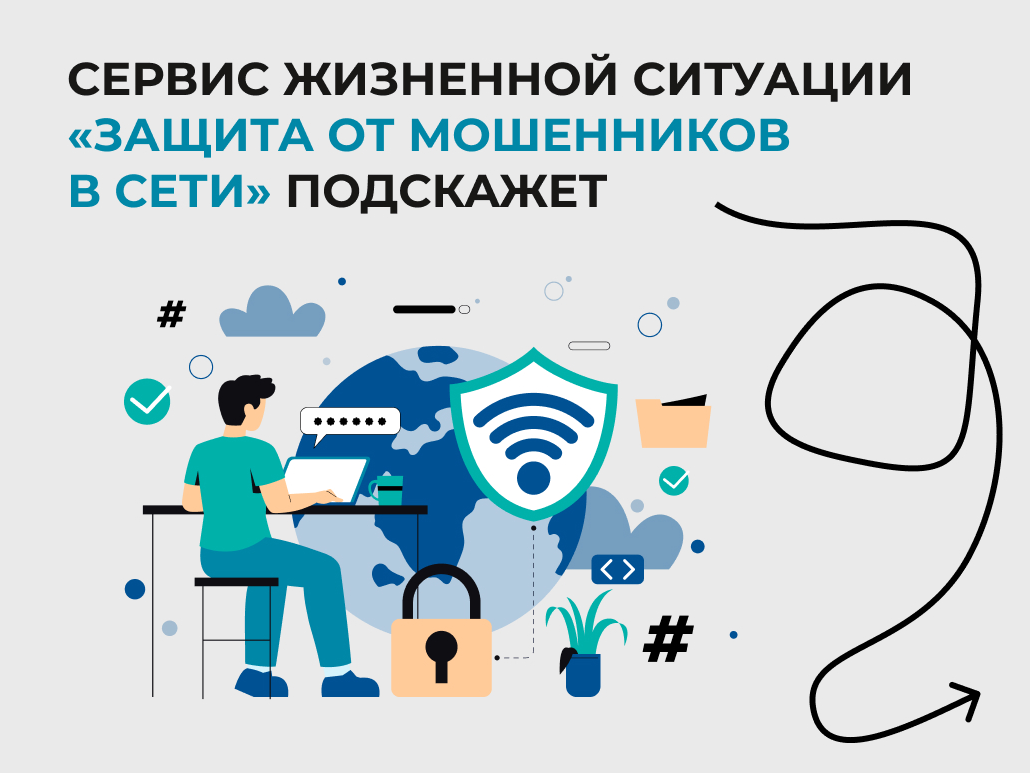 СЕРВИС ЖИЗНЕННОЙ СИТУАЦИИ
«ЗАЩИТА ОТ МОШЕННИКОВ
В СЕТИ» ПОДСКАЖЕТ
#
******
< >
#